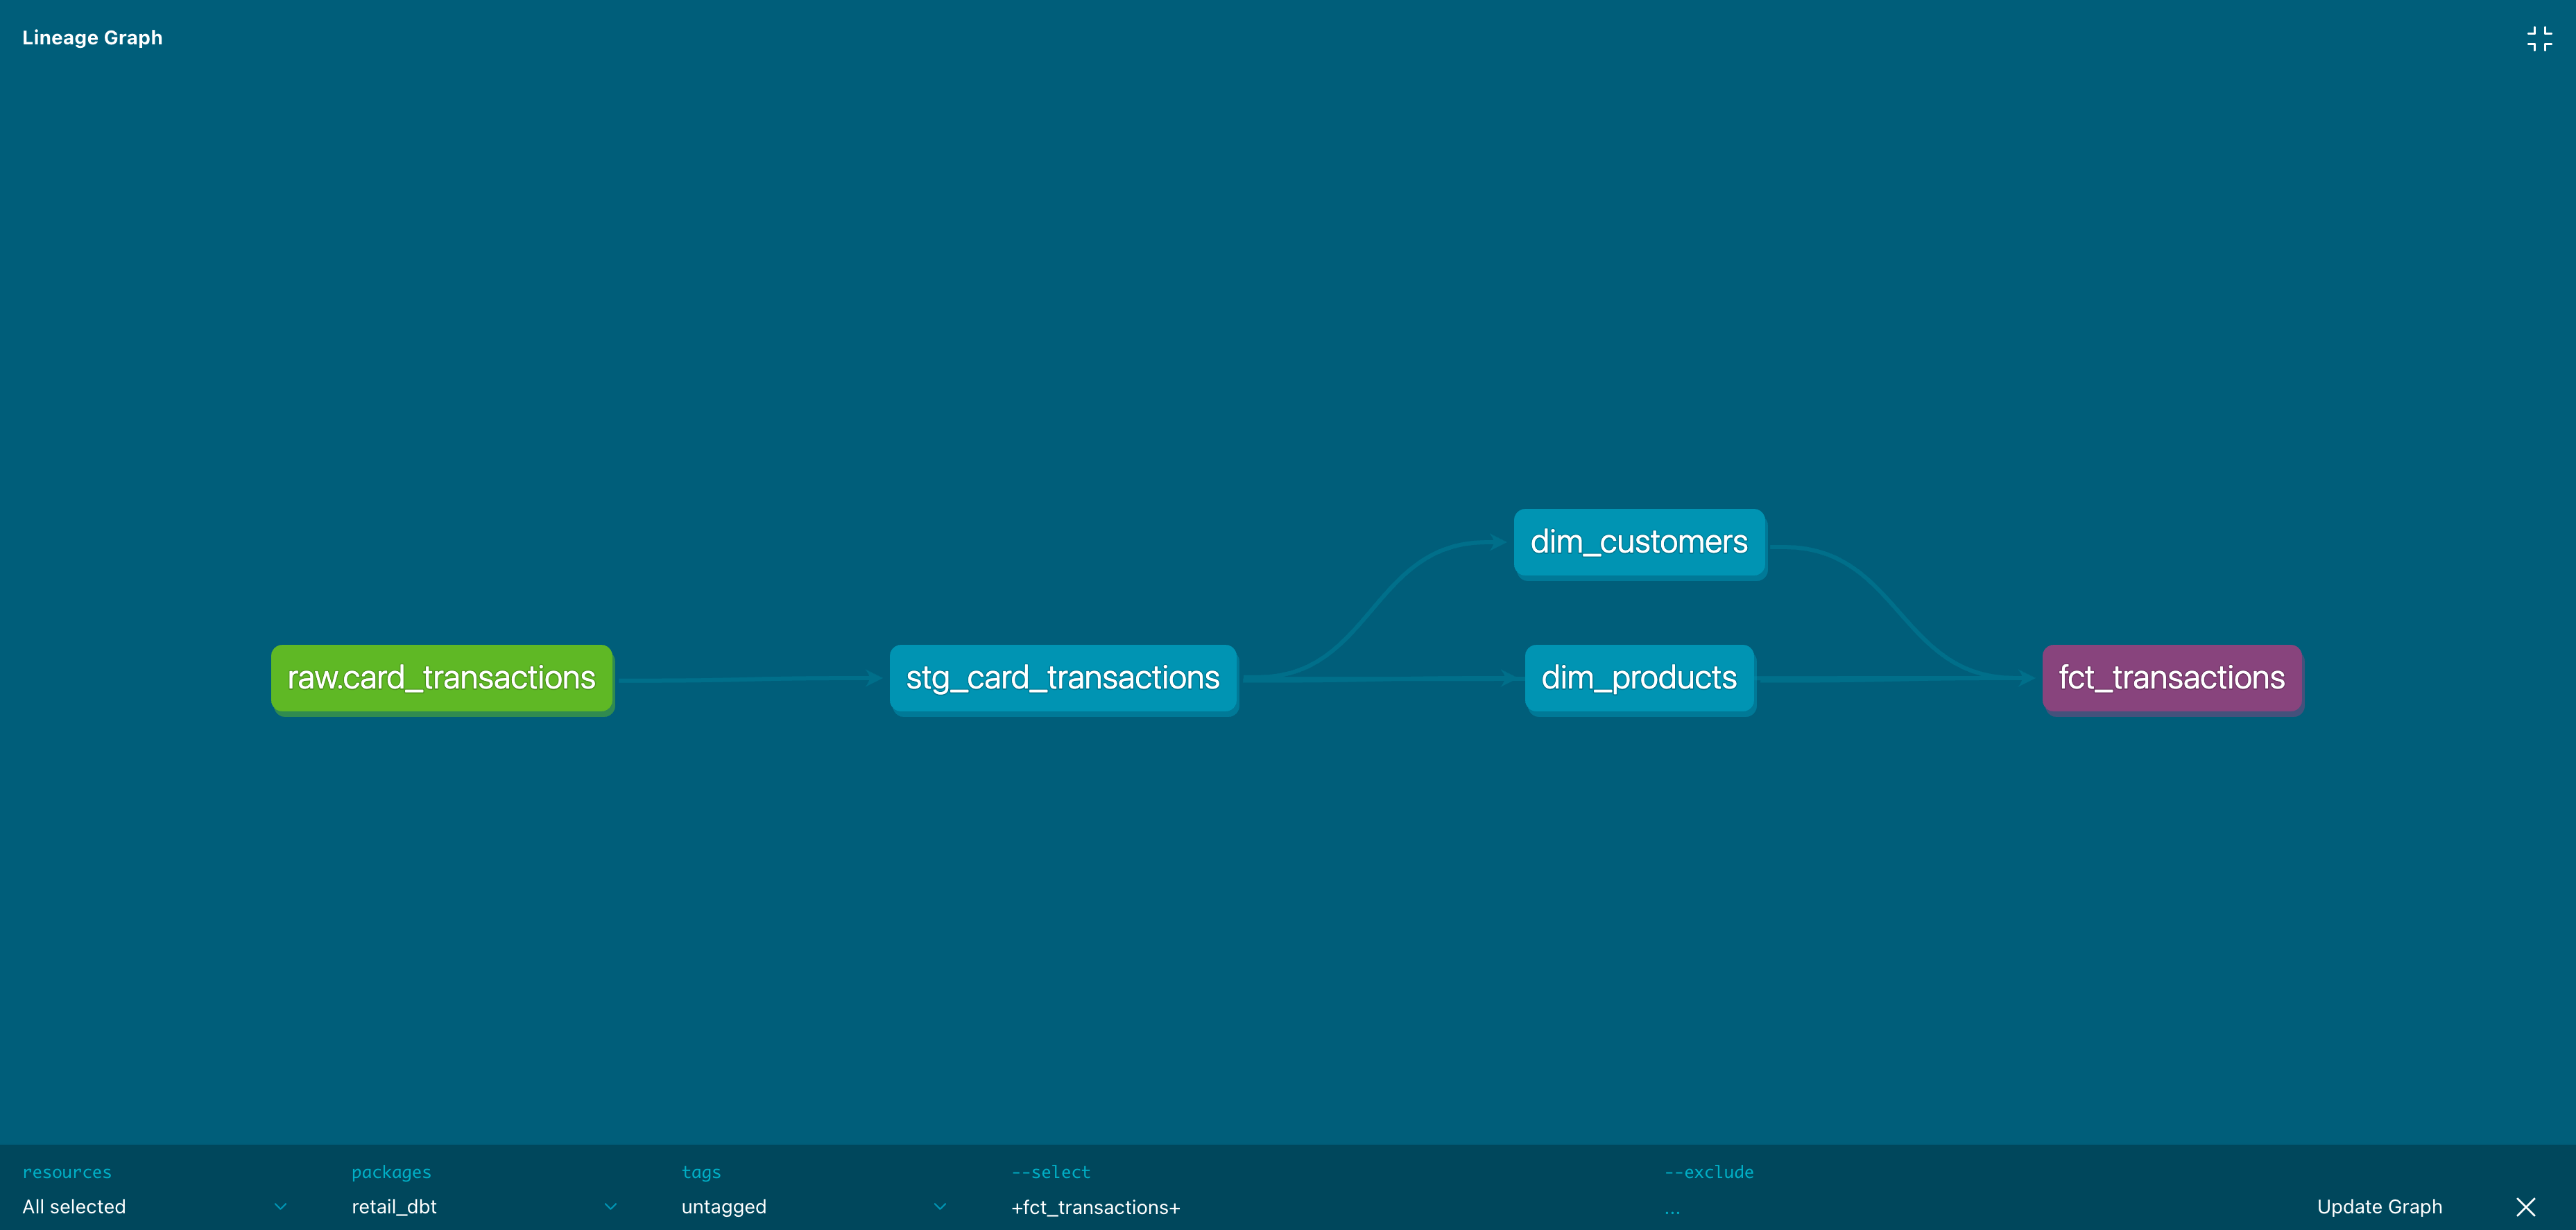 Lineage Graph
dim_customers
raw.card_transactions
stg_card_transactions
dim_products
fct_transactions
resources
packages
tags
--select
--exclude
All selected
retail_dbt
untagged
+fct_transactions+
...
Update Graph